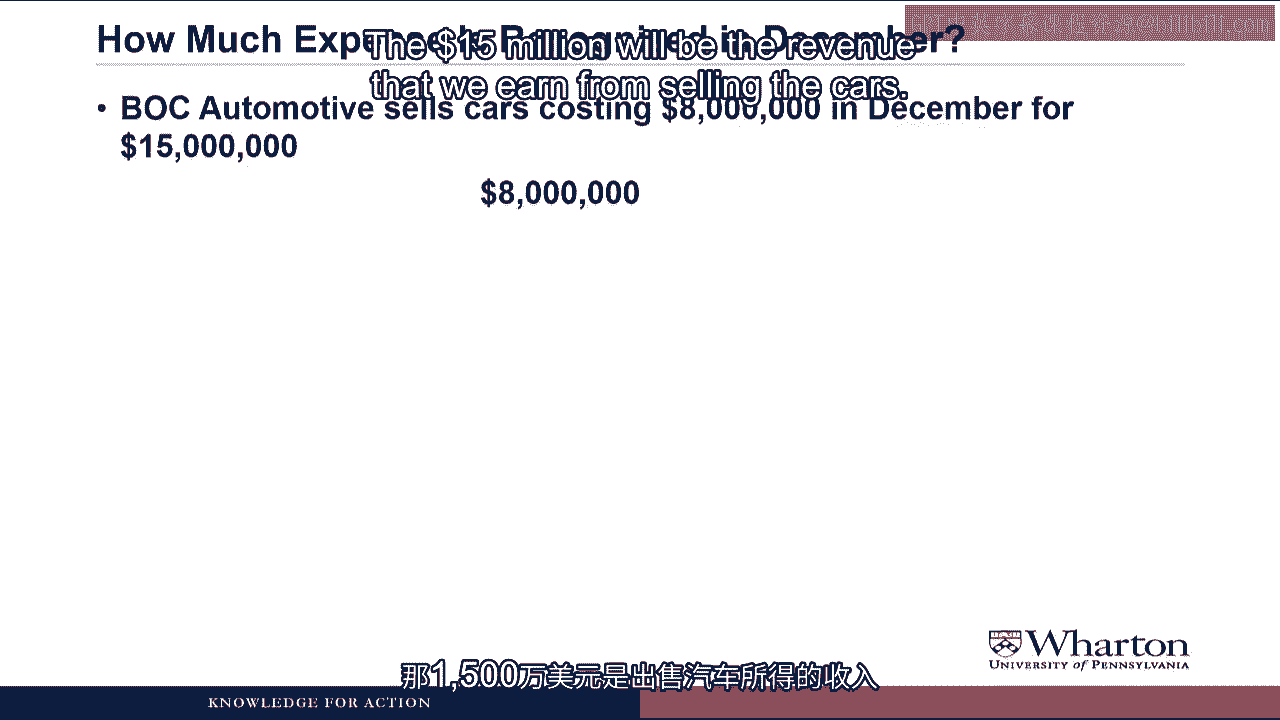 How Much Expense Is Recognized in December?
The $15 million will be the revenue
that we earn from selling the cars.
• BOC Automotive sells cars costing $8,000,000 in December for
$15,000,000
$8,000,000
Wharton
UNIVERSITY of PENNSYLVANIA
那1,500万美元是出售汽车所得的收入
KNOWLEDGE FOR ACTION